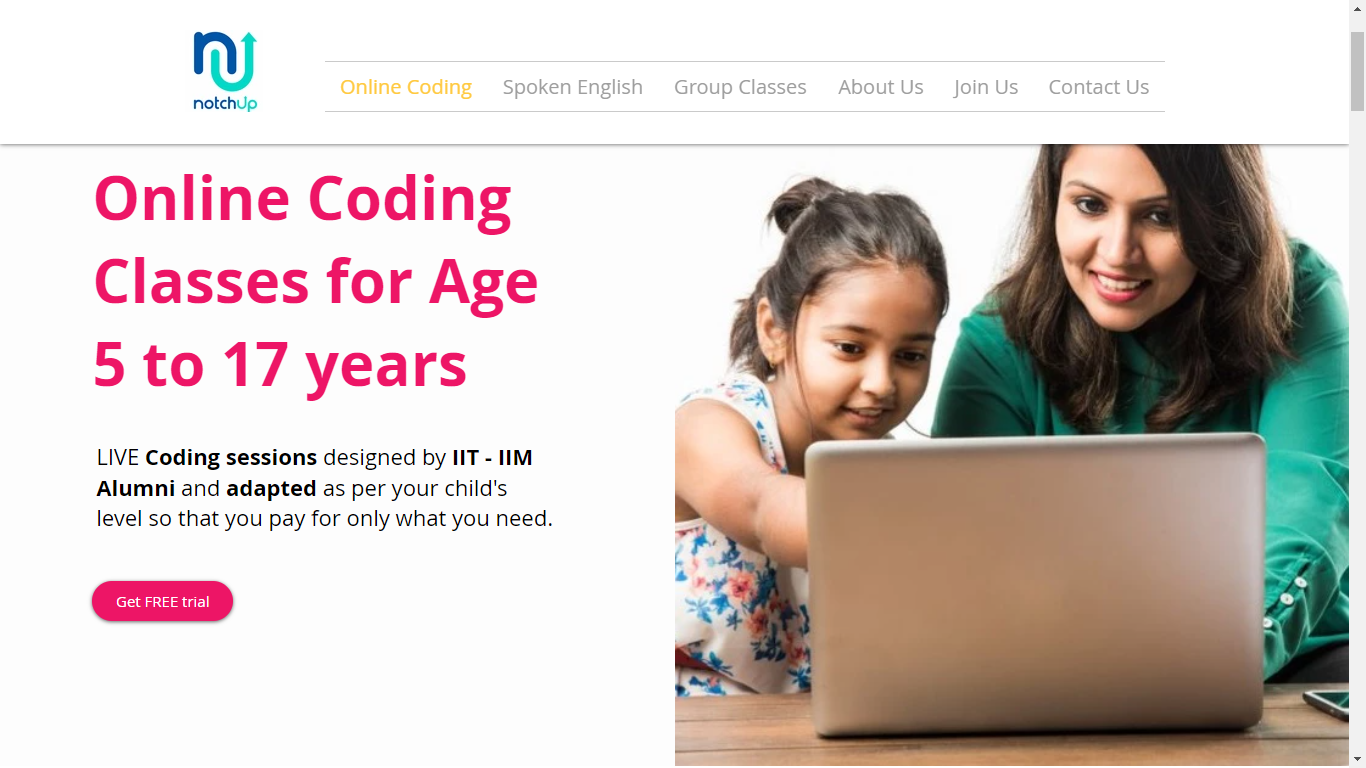 notchUp
Online Coding Spoken English Group Classes About Us Join Us Contact Us
Online Coding
Classes for Age
5 to 17 years
LIVE Coding sessions designed by IIT - IIM
Alumni and adapted as per your child's
level so that you pay for only what you need.
Get FREE trial